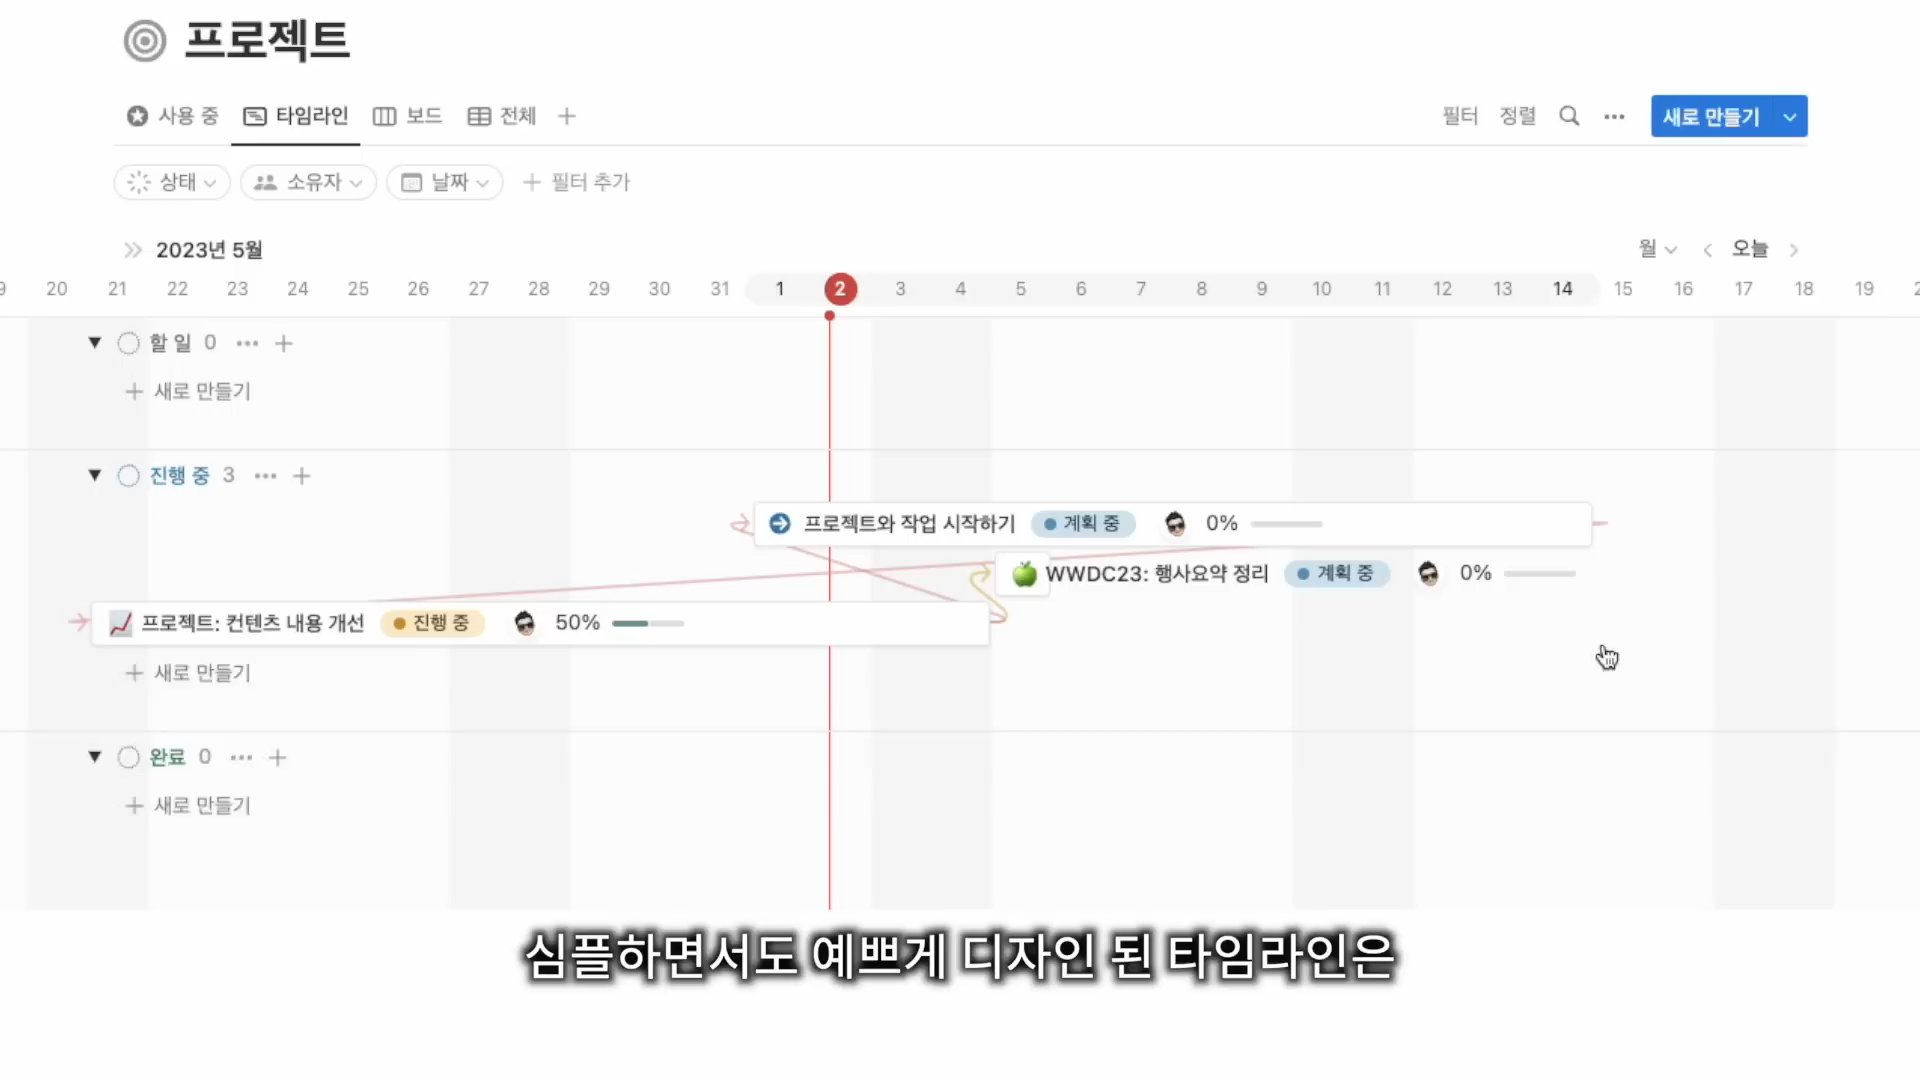 프로젝트
사용 중 타임라인 보드 전체 필터 정렬 새로 만들기
상태 소유자 날짜 + 필터 추가
2023년 5월 월 오늘
20 21 22 23 24 25 26 27 28 29 30 31 1 2 3 4 5 6 7 8 9 10 11 12 13 14 15 16 17 18 19
할 일 0 ... +
+ 새로 만들기
진행 중 3 ... +
프로젝트와 작업 시작하기 계획 중 0%
WWDC23: 행사요약 정리 계획 중 0%
프로젝트: 컨텐츠 내용 개선 진행 중 50%
+ 새로 만들기
완료 0 ... +
+ 새로 만들기
심플하면서도 예쁘게 디자인 된 타임라인은